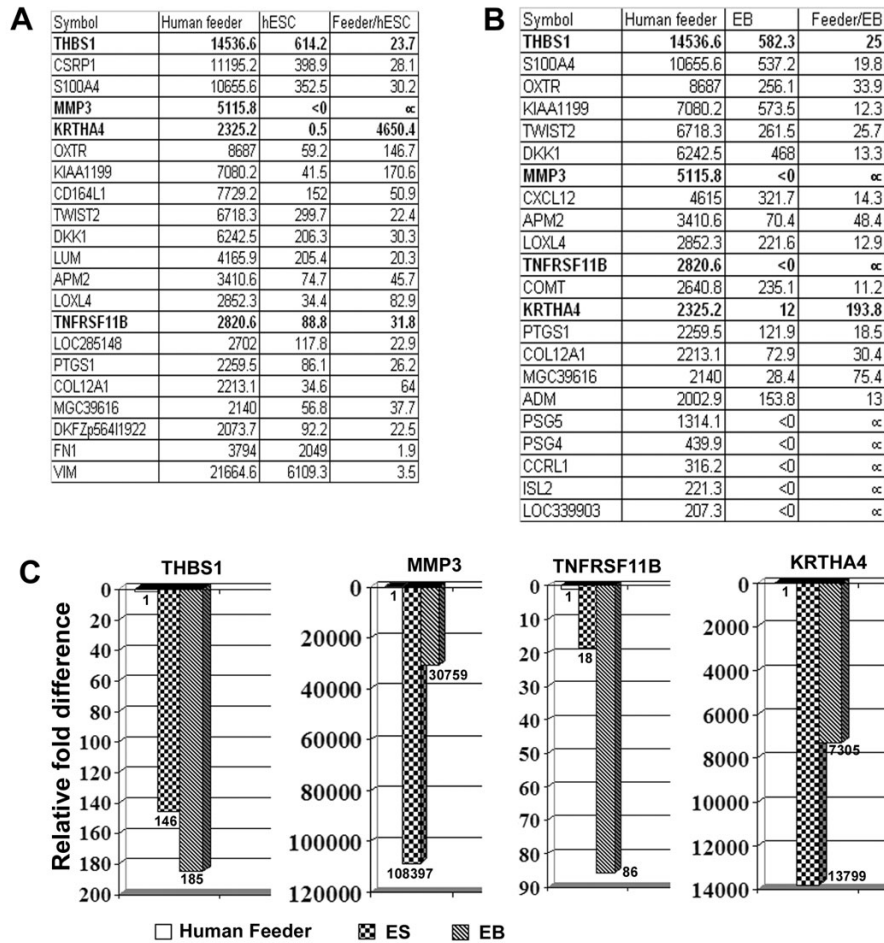 A
Symbol Human feeder hESC Feeder/hESC
THBS1 14536.6 614.2 23.7
CSRP1 11195.2 398.9 28.1
S100A4 10655.6 352.5 30.2
MMP3 5115.8 <0 ∝
KRTHA4 2325.2 0.5 4650.4
OXTR 8687 59.2 146.7
KIAA1199 7080.2 41.5 170.6
CD164L1 7729.2 152 50.9
TWIST2 6718.3 299.7 22.4
DKK1 6242.5 206.3 30.3
LUM 4165.9 205.4 20.3
APM2 3410.6 74.7 45.7
LOXL4 2852.3 34.4 82.9
TNFRSF11B 2820.6 88.8 31.8
LOC285148 2702 117.8 22.9
PTGS1 2259.5 86.1 26.2
COL12A1 2213.1 34.6 64
MGC39616 2140 56.8 37.7
DKFZp564I1922 2073.7 92.2 22.5
FN1 3794 2049 1.9
VIM 21664.6 6109.3 3.5
B
Symbol Human feeder EB Feeder/EB
THBS1 14536.6 582.3 25
S100A4 10655.6 537.2 19.8
OXTR 8687 256.1 33.9
KIAA1199 7080.2 573.5 12.3
TWIST2 6718.3 261.5 25.7
DKK1 6242.5 468 13.3
MMP3 5115.8 <0 ∝
CXCL12 4615 321.7 14.3
APM2 3410.6 70.4 48.4
LOXL4 2852.3 221.6 12.9
TNFRSF11B 2820.6 <0 ∝
COMT 2640.8 235.1 11.2
KRTHA4 2325.2 12 193.8
PTGS1 2259.5 121.9 18.5
COL12A1 2213.1 72.9 30.4
MGC39616 2140 28.4 75.4
ADM 2002.9 153.8 13
PSG5 1314.1 <0 ∝
PSG4 439.9 <0 ∝
CCRL1 316.2 <0 ∝
ISL2 221.3 <0 ∝
LOC339903 207.3 <0 ∝
C
Relative fold difference
THBS1
0
20
40
60
80
100
120
140
160
180
200
1
146
185
MMP3
0
20000
40000
60000
80000
100000
120000
1
30759
108397
TNFRSF11B
0
10
20
30
40
50
60
70
80
90
1
18
86
KRTHA4
0
2000
4000
6000
8000
10000
12000
14000
1
7305
13799
Human Feeder ES EB